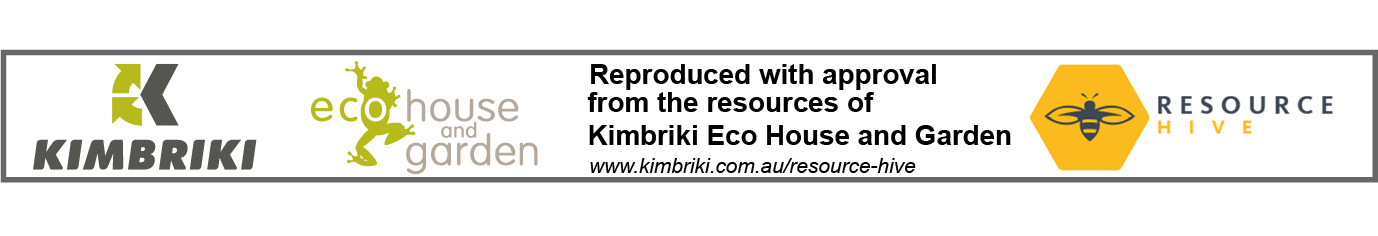 KIMBRIKI
eco house
and
garden
Reproduced with approval
from the resources of
Kimbriki Eco House and Garden
www.kimbriki.com.au/resource-hive
RESOURCE
HIVE